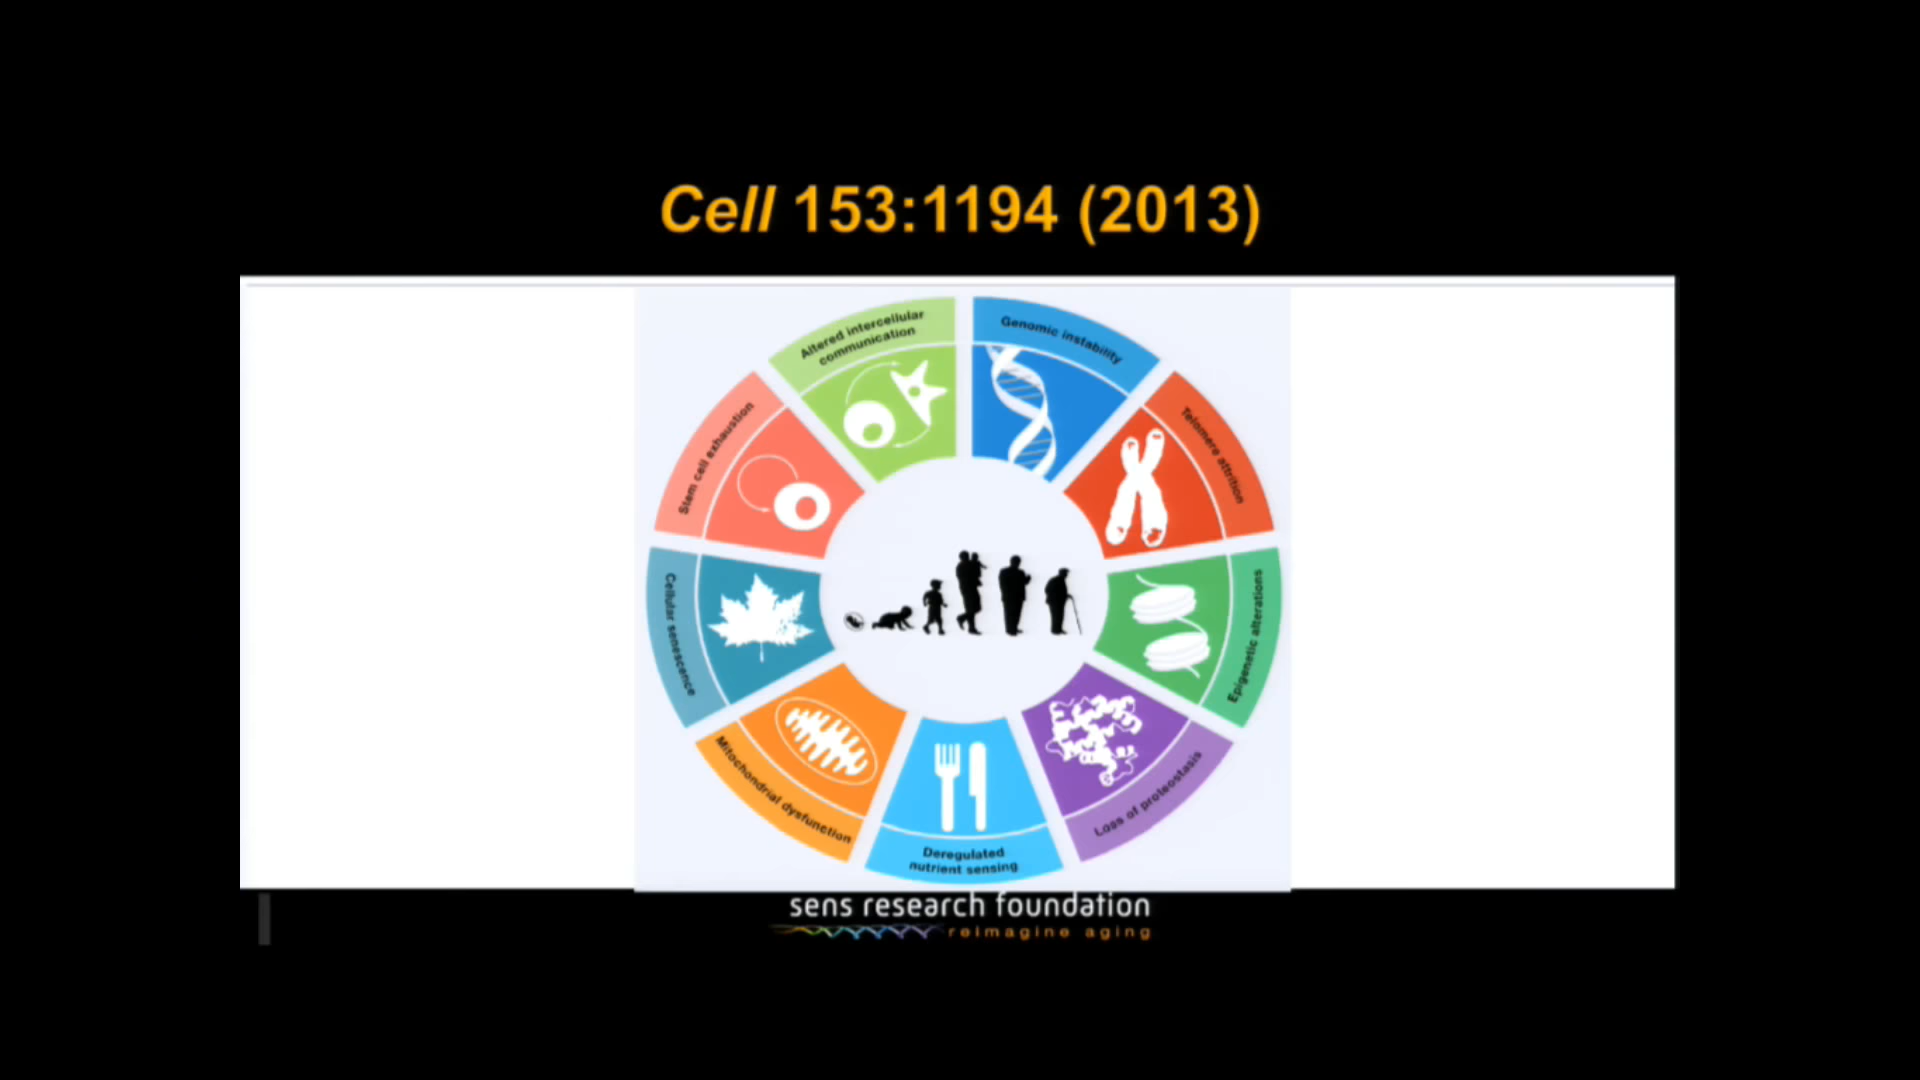 Cell 153:1194 (2013)
Altered intercellular
communication
Genomic instability
Telomere attrition
Epigenetic alterations
Loss of proteostasis
Deregulated
nutrient sensing
Mitochondrial dysfunction
Cellular senescence
Stem cell exhaustion
sens research foundation
reimagine aging